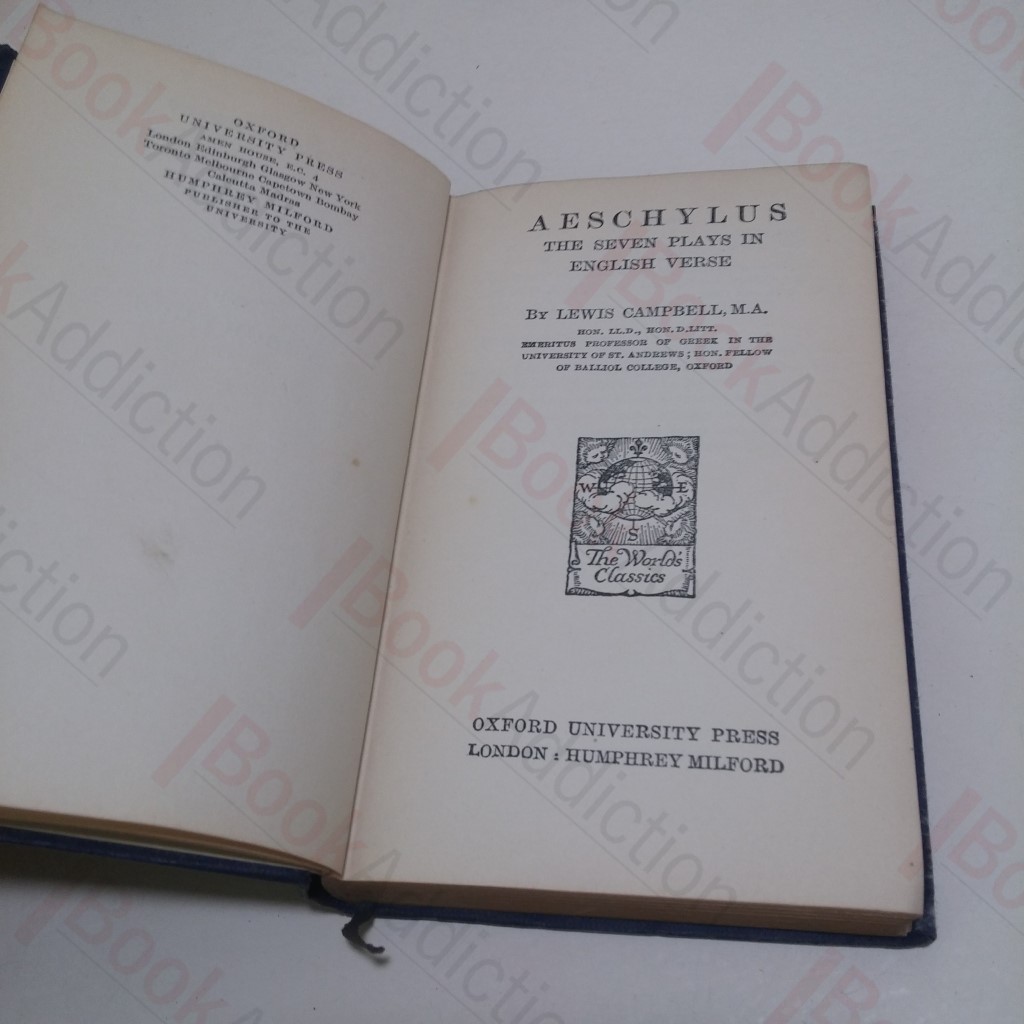 OXFORD
UNIVERSITY PRESS
AMEN HOUSE, E.C. 4
London Edinburgh Glasgow New York
Toronto Melbourne Capetown Bombay
Calcutta Madras
HUMPHREY MILFORD
PUBLISHER TO THE
UNIVERSITY
AESCHYLUS
THE SEVEN PLAYS IN
ENGLISH VERSE
BY LEWIS CAMPBELL, M.A.
HON. LL.D., HON. D.LITT.
EMERITUS PROFESSOR OF GREEK IN THE
UNIVERSITY OF ST. ANDREWS; HON. FELLOW
OF BALLIOL COLLEGE, OXFORD
W E
S
The World's
Classics
OXFORD UNIVERSITY PRESS
LONDON : HUMPHREY MILFORD
BookAddiction